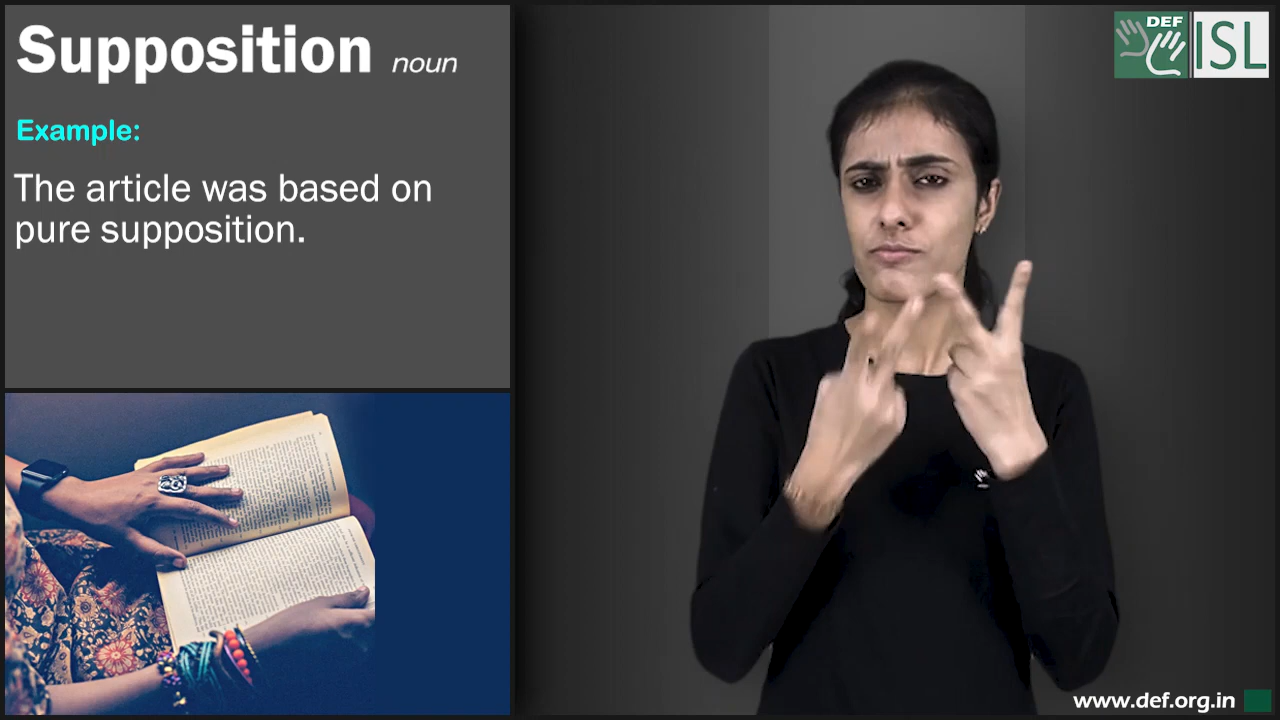 Supposition noun
Example:
The article was based on
pure supposition.
DEF
ISL
www.def.org.in